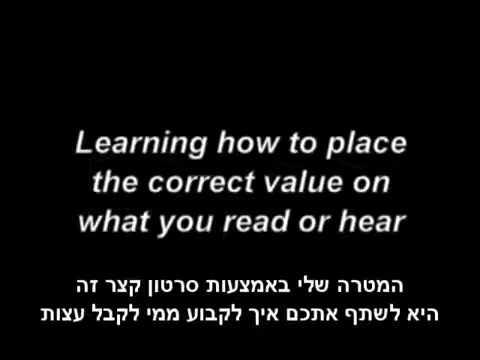 Learning how to place
the correct value on
what you read or hear
המטרה שלי באמצעות סרטון קצר זה
היא לשתף אתכם איך לקבוע ממי לקבל עצות